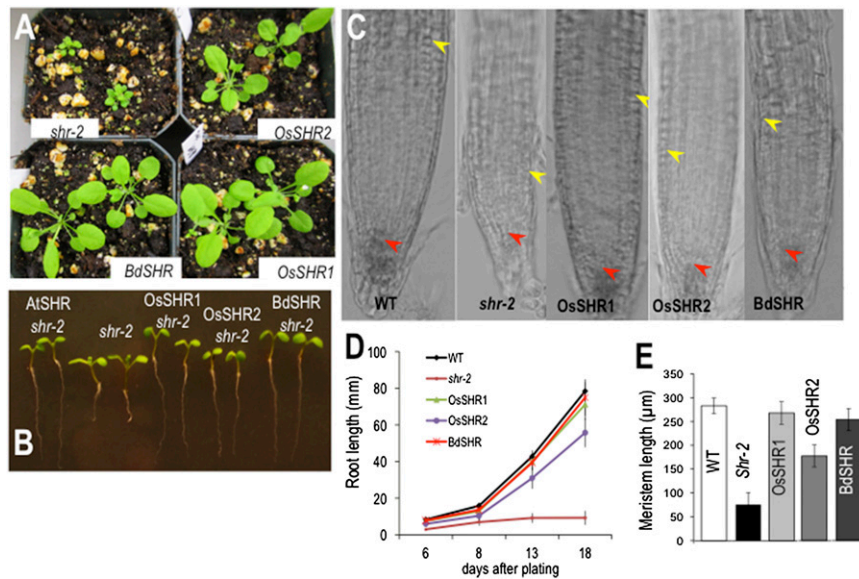 A
shr-2
OsSHR2
BdSHR
OsSHR1
B
AtSHR
shr-2
shr-2
OsSHR1
shr-2
OsSHR2
shr-2
BdSHR
shr-2
C
WT
shr-2
OsSHR1
OsSHR2
BdSHR
D
WT
shr-2
OsSHR1
OsSHR2
BdSHR
Root length (mm)
100
80
60
40
20
0
6 8 13 18
days after plating
E
Meristem length (µm)
350
300
250
200
150
100
50
0
WT
Shr-2
OsSHR1
OsSHR2
BdSHR